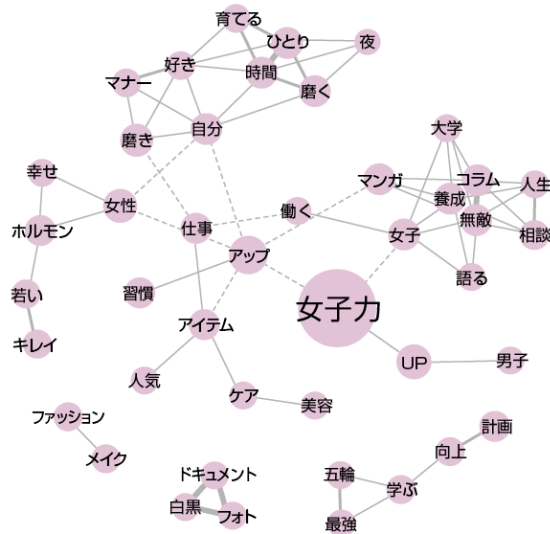 育てる
ひとり
夜
好き
時間
マナー
磨く
自分
磨き
大学
幸せ
マンガ
コラム
人生
養成
女性
働く
無敵
ホルモン
仕事
女子
相談
アップ
語る
若い
習慣
女子力
アイテム
キレイ
UP
男子
人気
ケア
美容
ファッション
計画
メイク
向上
ドキュメント
五輪
学ぶ
白黒
フォト
最強